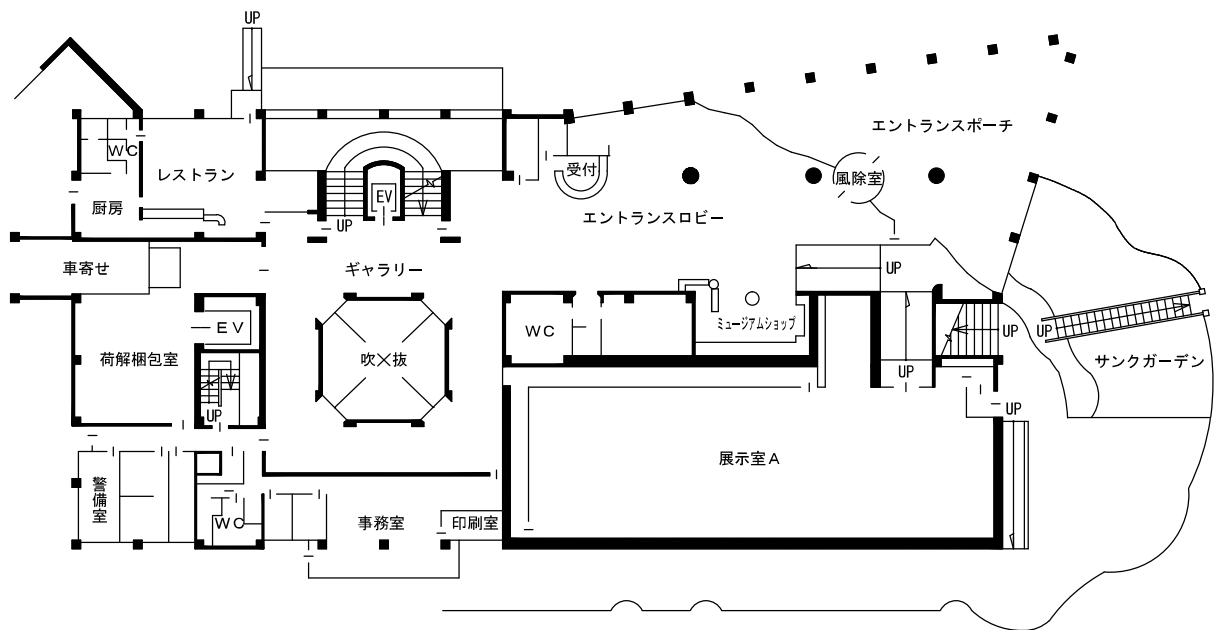 UP
エントランスポーチ
WC
レストラン
受付
風除室
EV
厨房
エントランスロビー
UP
車寄せ
ギャラリー
UP
EV
WC
ミュージアムショップ
UP
UP
吹×抜
荷解梱包室
サンクガーデン
UP
UP
UP
展示室A
警備室
WC
事務室
印刷室